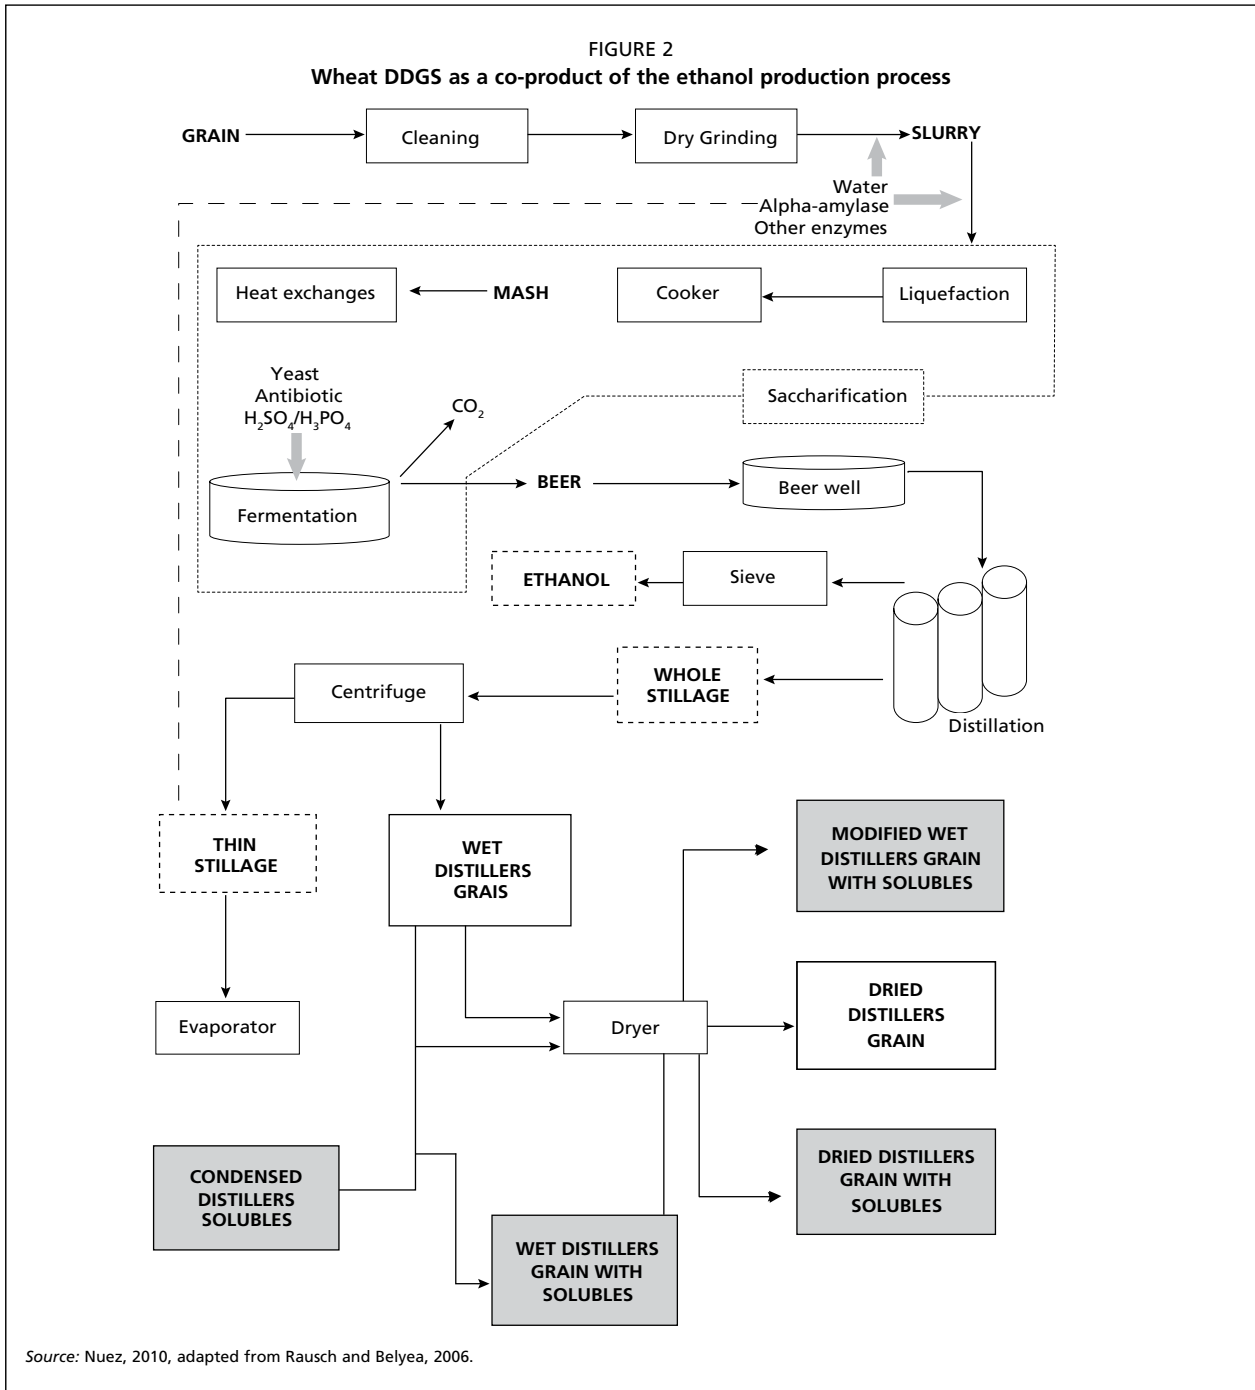 FIGURE 2
Wheat DDGS as a co-product of the ethanol production process
GRAIN
Cleaning
Dry Grinding
SLURRY
Water
Alpha-amylase
Other enzymes
Heat exchanges
MASH
Cooker
Liquefaction
Yeast
Antibiotic
H₂SO₄/H₃PO₄
CO₂
Saccharification
Fermentation
BEER
Beer well
ETHANOL
Sieve
Distillation
Centrifuge
WHOLE
STILLAGE
THIN
STILLAGE
WET
DISTILLERS
GRAIS
MODIFIED WET
DISTILLERS GRAIN
WITH SOLUBLES
Evaporator
Dryer
DRIED
DISTILLERS
GRAIN
CONDENSED
DISTILLERS
SOLUBLES
WET DISTILLERS
GRAIN WITH
SOLUBLES
DRIED DISTILLERS
GRAIN WITH
SOLUBLES
Source: Nuez, 2010, adapted from Rausch and Belyea, 2006.